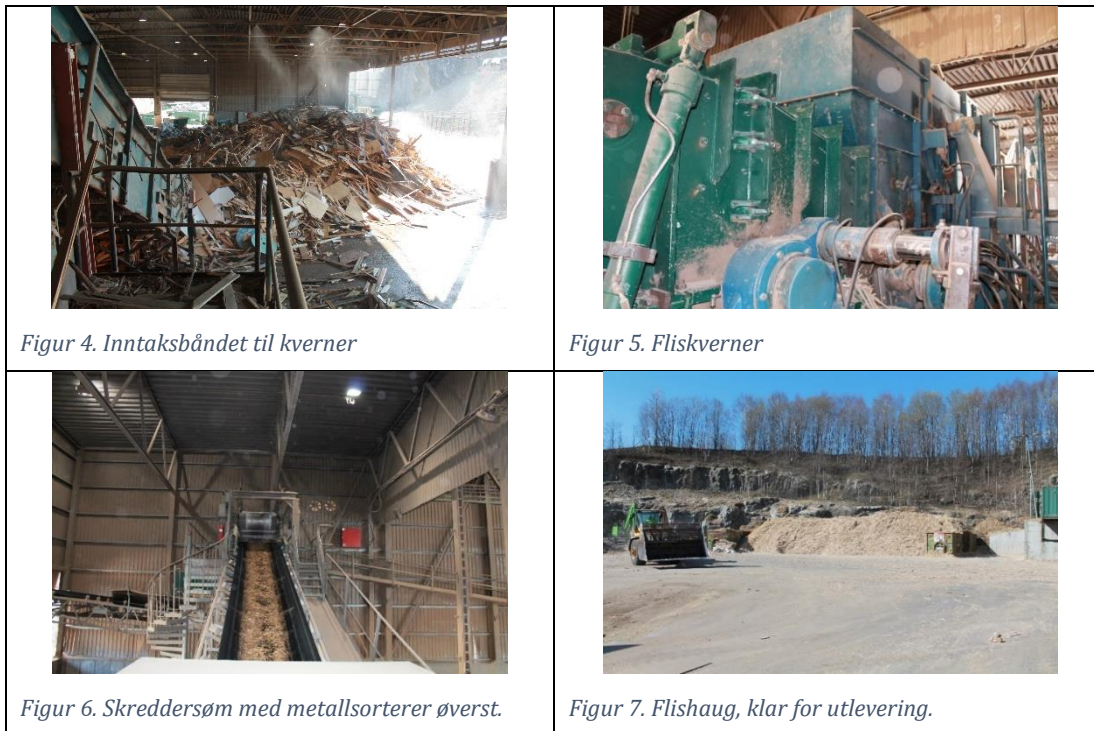 Figur 4. Inntaksbåndet til kverner
Figur 5. Fliskverner
Figur 6. Skreddersøm med metallsorterer øverst.
Figur 7. Flishaug, klar for utlevering.